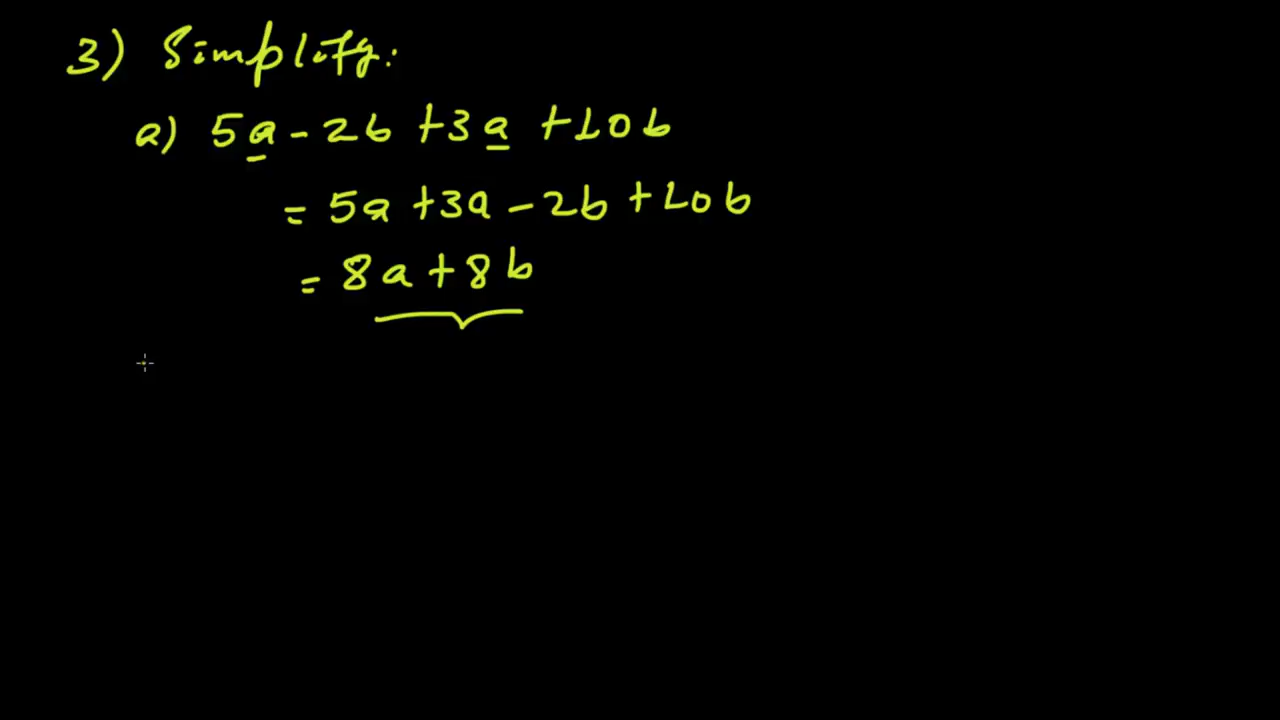 3) Simplify:
a) 5a - 2b + 3a + 10b
= 5a + 3a - 2b + 10b
= 8a + 8b